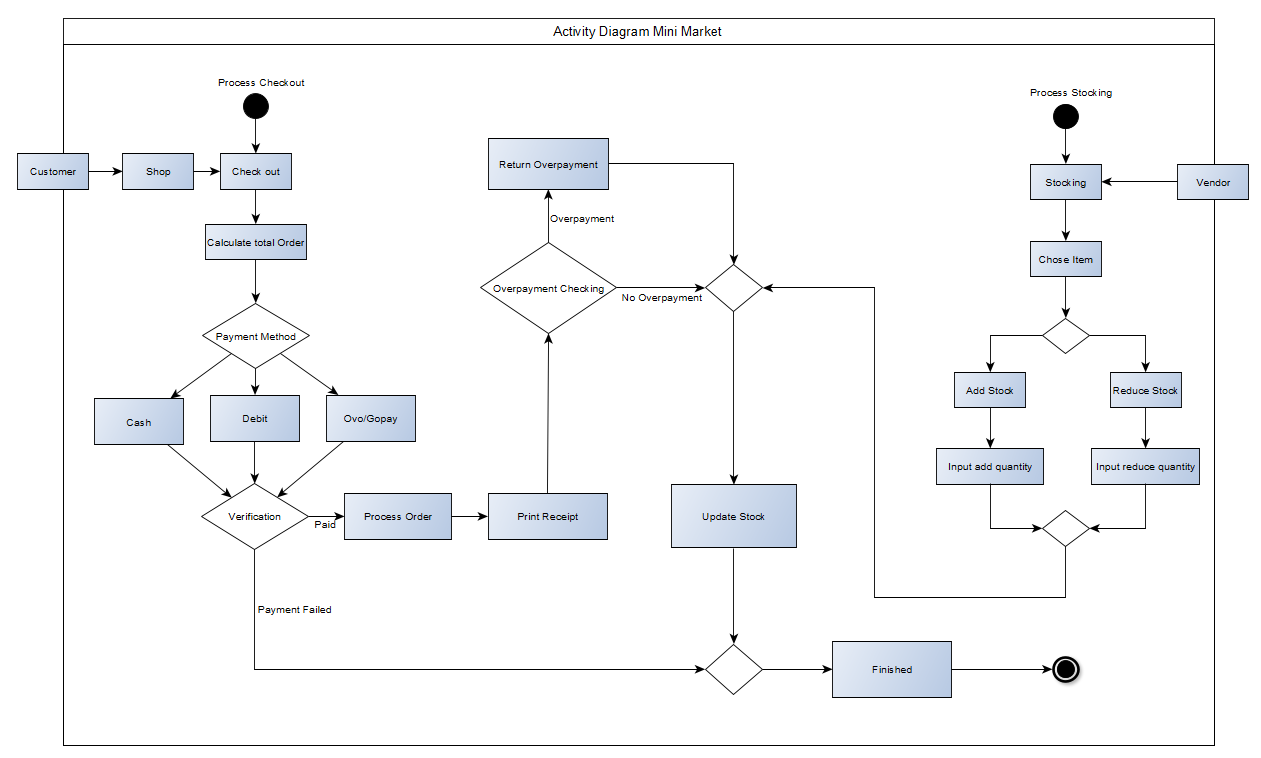 Activity Diagram Mini Market
Process Checkout
Process Stocking
Customer
Shop
Check out
Return Overpayment
Stocking
Vendor
Overpayment
Calculate total Order
Chose Item
Overpayment Checking
No Overpayment
Payment Method
Add Stock
Reduce Stock
Cash
Debit
Ovo/Gopay
Input add quantity
Input reduce quantity
Verification
Paid
Process Order
Print Receipt
Update Stock
Payment Failed
Finished